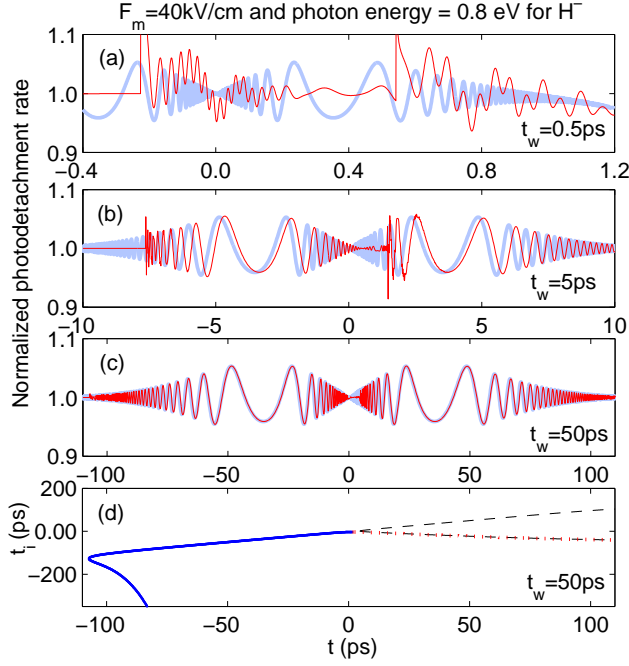 F_m=40kV/cm and photon energy = 0.8 eV for H⁻
Normalized photodetachment rate
1.1
1.0
0.9
(a)
t_w=0.5ps
−0.4 0.0 0.4 0.8 1.2
1.1
1.0
0.9
(b)
t_w=5ps
−10 −5 0 5 10
1.1
1.0
0.9
(c)
t_w=50ps
−100 −50 0 50 100
t_i (ps)
200
0.00
−200
(d)
t_w=50ps
−100 −50 0 50 100
t (ps)